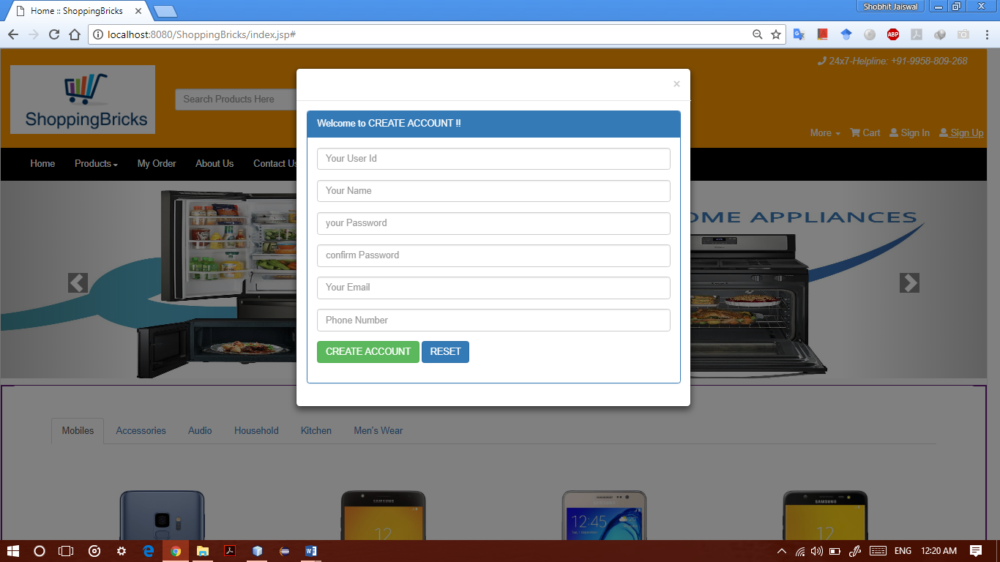 Home :: ShoppingBricks
Shobhit Jaiswal
localhost:8080/ShoppingBricks/index.jsp#
ABP
24x7-Helpline: +91-9958-809-268
ShoppingBricks
Search Products Here
More
Cart
Sign In
Sign Up
Home
Products
My Order
About Us
Contact Us
OME APPLIANCES
×
Welcome to CREATE ACCOUNT !!
Your User Id
Your Name
your Password
confirm Password
Your Email
Phone Number
CREATE ACCOUNT
RESET
Mobiles
Accessories
Audio
Household
Kitchen
Men's Wear
SAMSUNG
12
12:45
SAMSUNG
12
ENG
12:20 AM